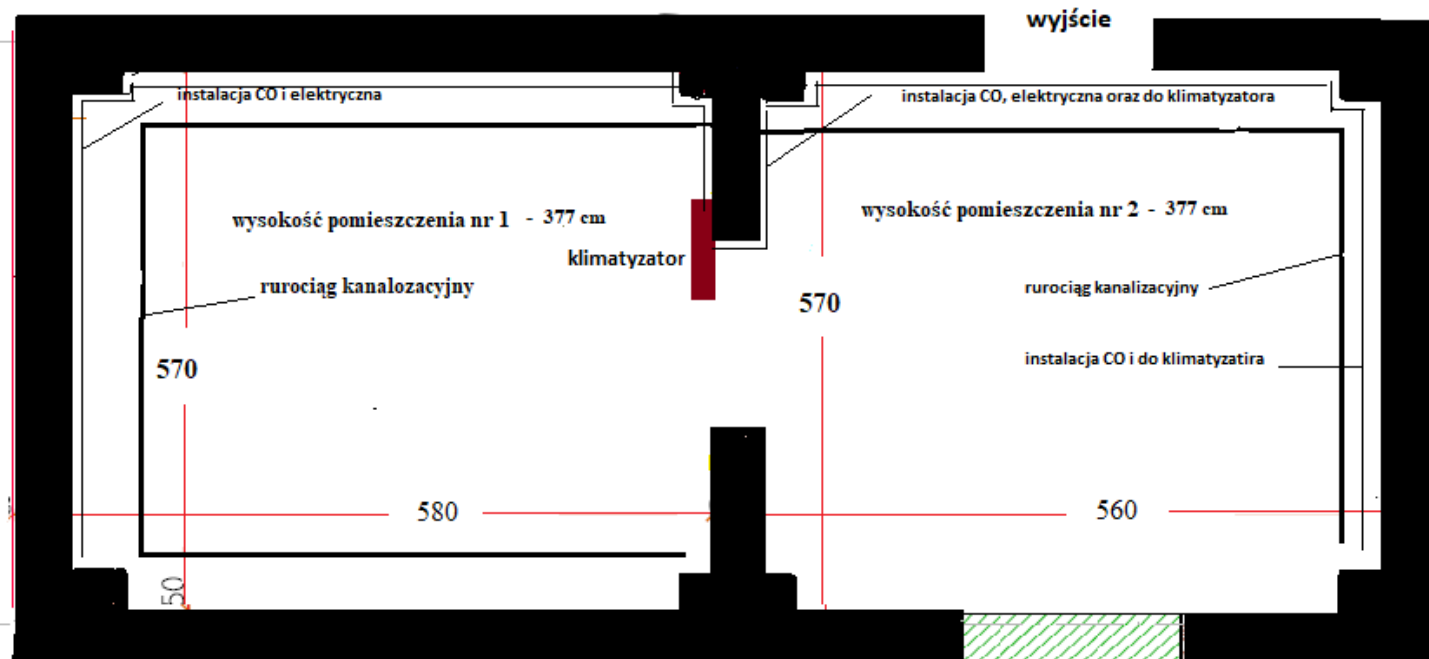 wyjście
instalacja CO i elektryczna
instalacja CO, elektryczna oraz do klimatyzatora
wysokość pomieszczenia nr 1 - 377 cm
wysokość pomieszczenia nr 2 - 377 cm
klimatyzator
rurociąg kanalozacyjny
rurociąg kanalizacyjny
570
570
instalacja CO i do klimatyzatira
580
560
50